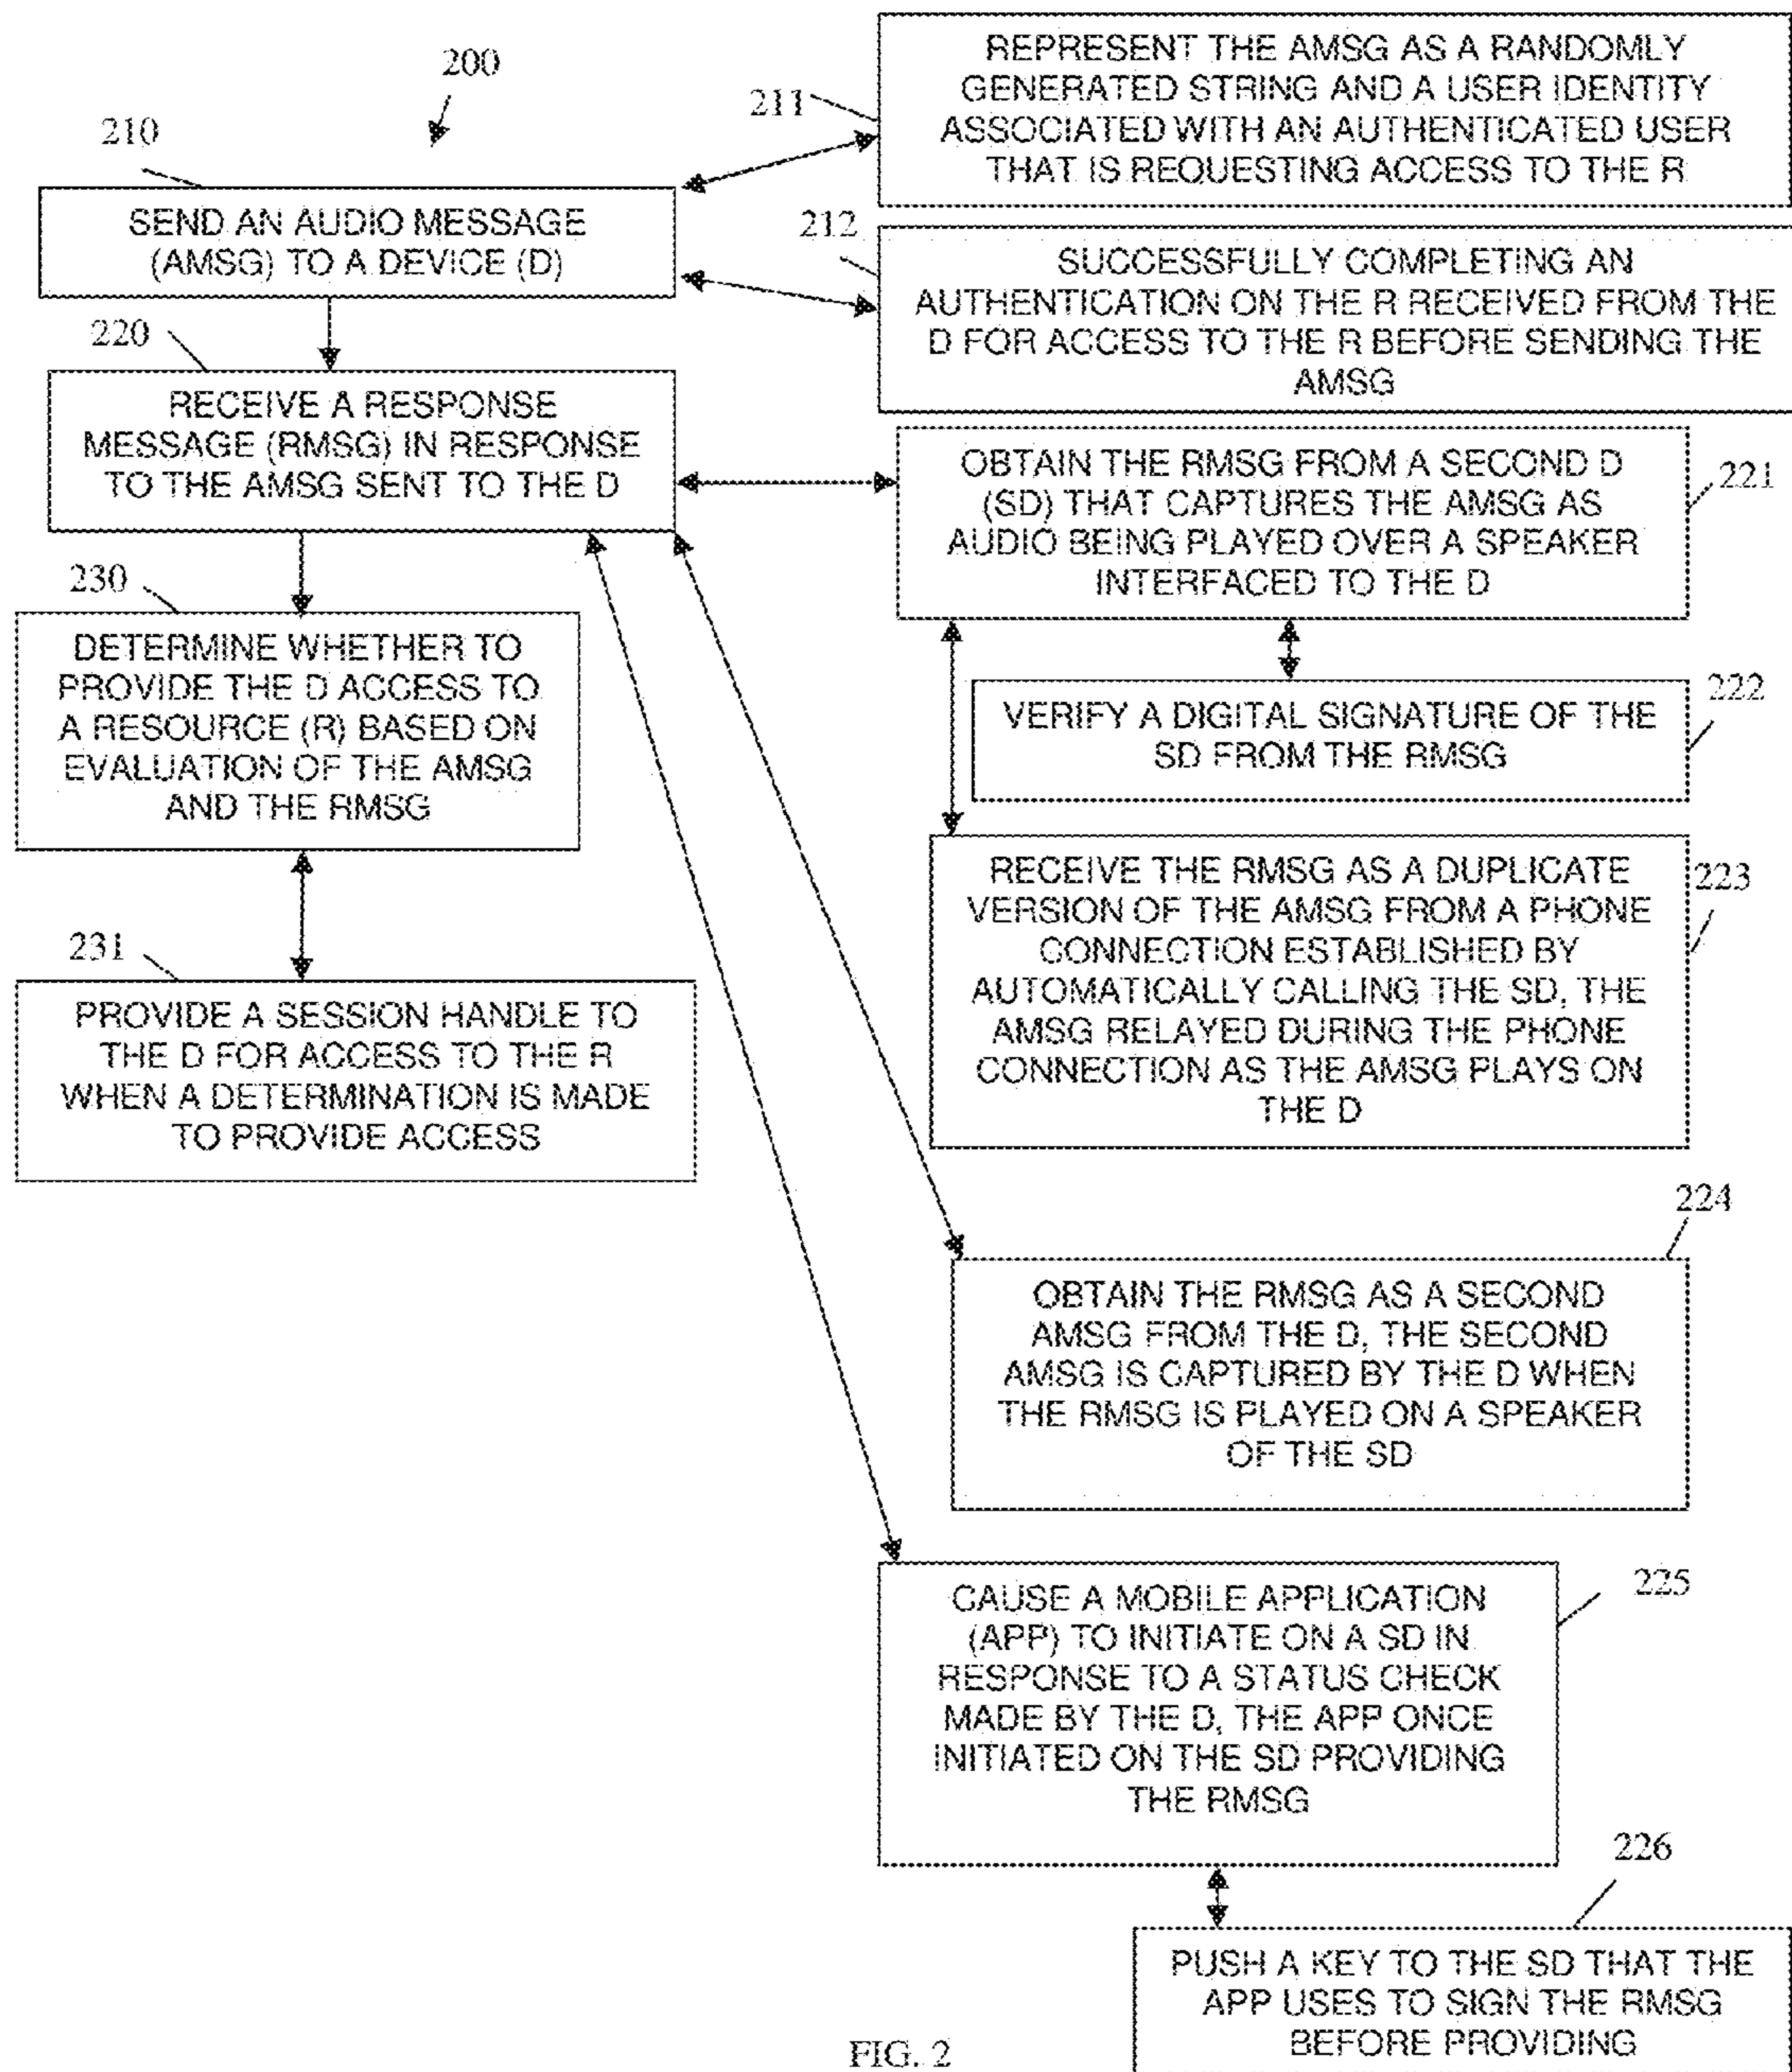 200
210
SEND AN AUDIO MESSAGE
(AMSG) TO A DEVICE (D)
211
REPRESENT THE AMSG AS A RANDOMLY
GENERATED STRING AND A USER IDENTITY
ASSOCIATED WITH AN AUTHENTICATED USER
THAT IS REQUESTING ACCESS TO THE R
212
SUCCESSFULLY COMPLETING AN
AUTHENTICATION ON THE R RECEIVED FROM THE
D FOR ACCESS TO THE R BEFORE SENDING THE
AMSG
220
RECEIVE A RESPONSE
MESSAGE (RMSG) IN RESPONSE
TO THE AMSG SENT TO THE D
221
OBTAIN THE RMSG FROM A SECOND D
(SD) THAT CAPTURES THE AMSG AS
AUDIO BEING PLAYED OVER A SPEAKER
INTERFACED TO THE D
222
VERIFY A DIGITAL SIGNATURE OF THE
SD FROM THE RMSG
223
RECEIVE THE RMSG AS A DUPLICATE
VERSION OF THE AMSG FROM A PHONE
CONNECTION ESTABLISHED BY
AUTOMATICALLY CALLING THE SD, THE
AMSG RELAYED DURING THE PHONE
CONNECTION AS THE AMSG PLAYS ON
THE D
230
DETERMINE WHETHER TO
PROVIDE THE D ACCESS TO
A RESOURCE (R) BASED ON
EVALUATION OF THE AMSG
AND THE RMSG
231
PROVIDE A SESSION HANDLE TO
THE D FOR ACCESS TO THE R
WHEN A DETERMINATION IS MADE
TO PROVIDE ACCESS
224
OBTAIN THE RMSG AS A SECOND
AMSG FROM THE D, THE SECOND
AMSG IS CAPTURED BY THE D WHEN
THE RMSG IS PLAYED ON A SPEAKER
OF THE SD
225
CAUSE A MOBILE APPLICATION
(APP) TO INITIATE ON A SD IN
RESPONSE TO A STATUS CHECK
MADE BY THE D, THE APP ONCE
INITIATED ON THE SD PROVIDING
THE RMSG
226
PUSH A KEY TO THE SD THAT THE
APP USES TO SIGN THE RMSG
BEFORE PROVIDING
FIG. 2